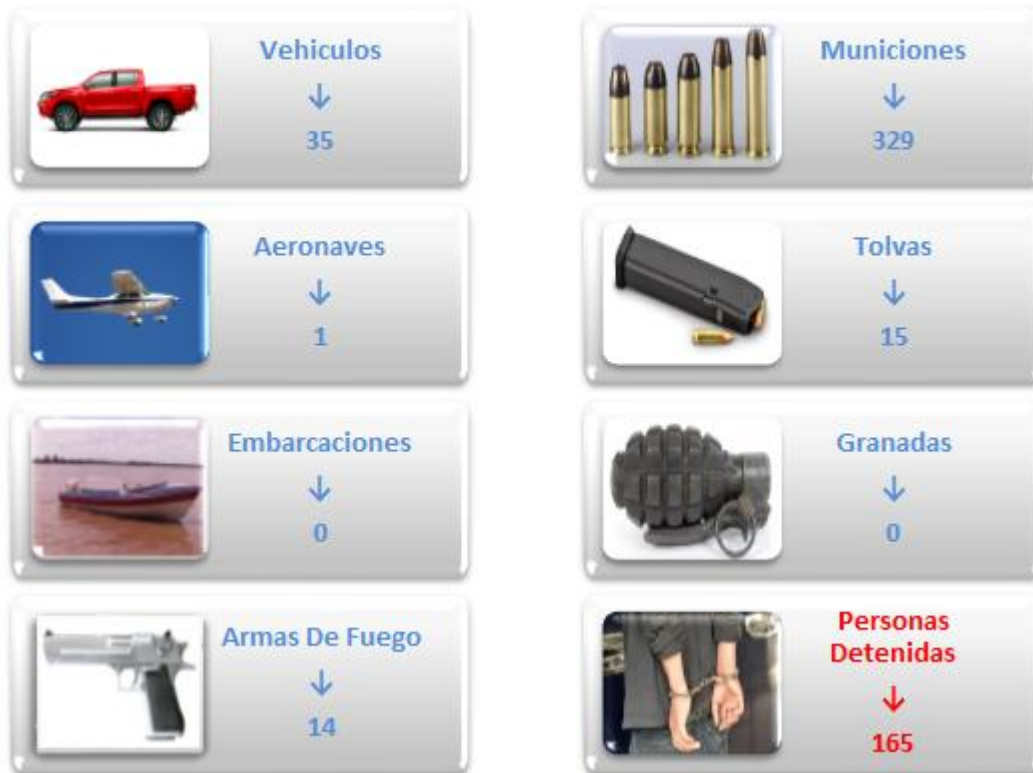 Vehiculos
↓
35
Municiones
↓
329
Aeronaves
↓
1
Tolvas
↓
15
Embarcaciones
↓
0
Granadas
↓
0
Armas De Fuego
↓
14
Personas
Detenidas
↓
165